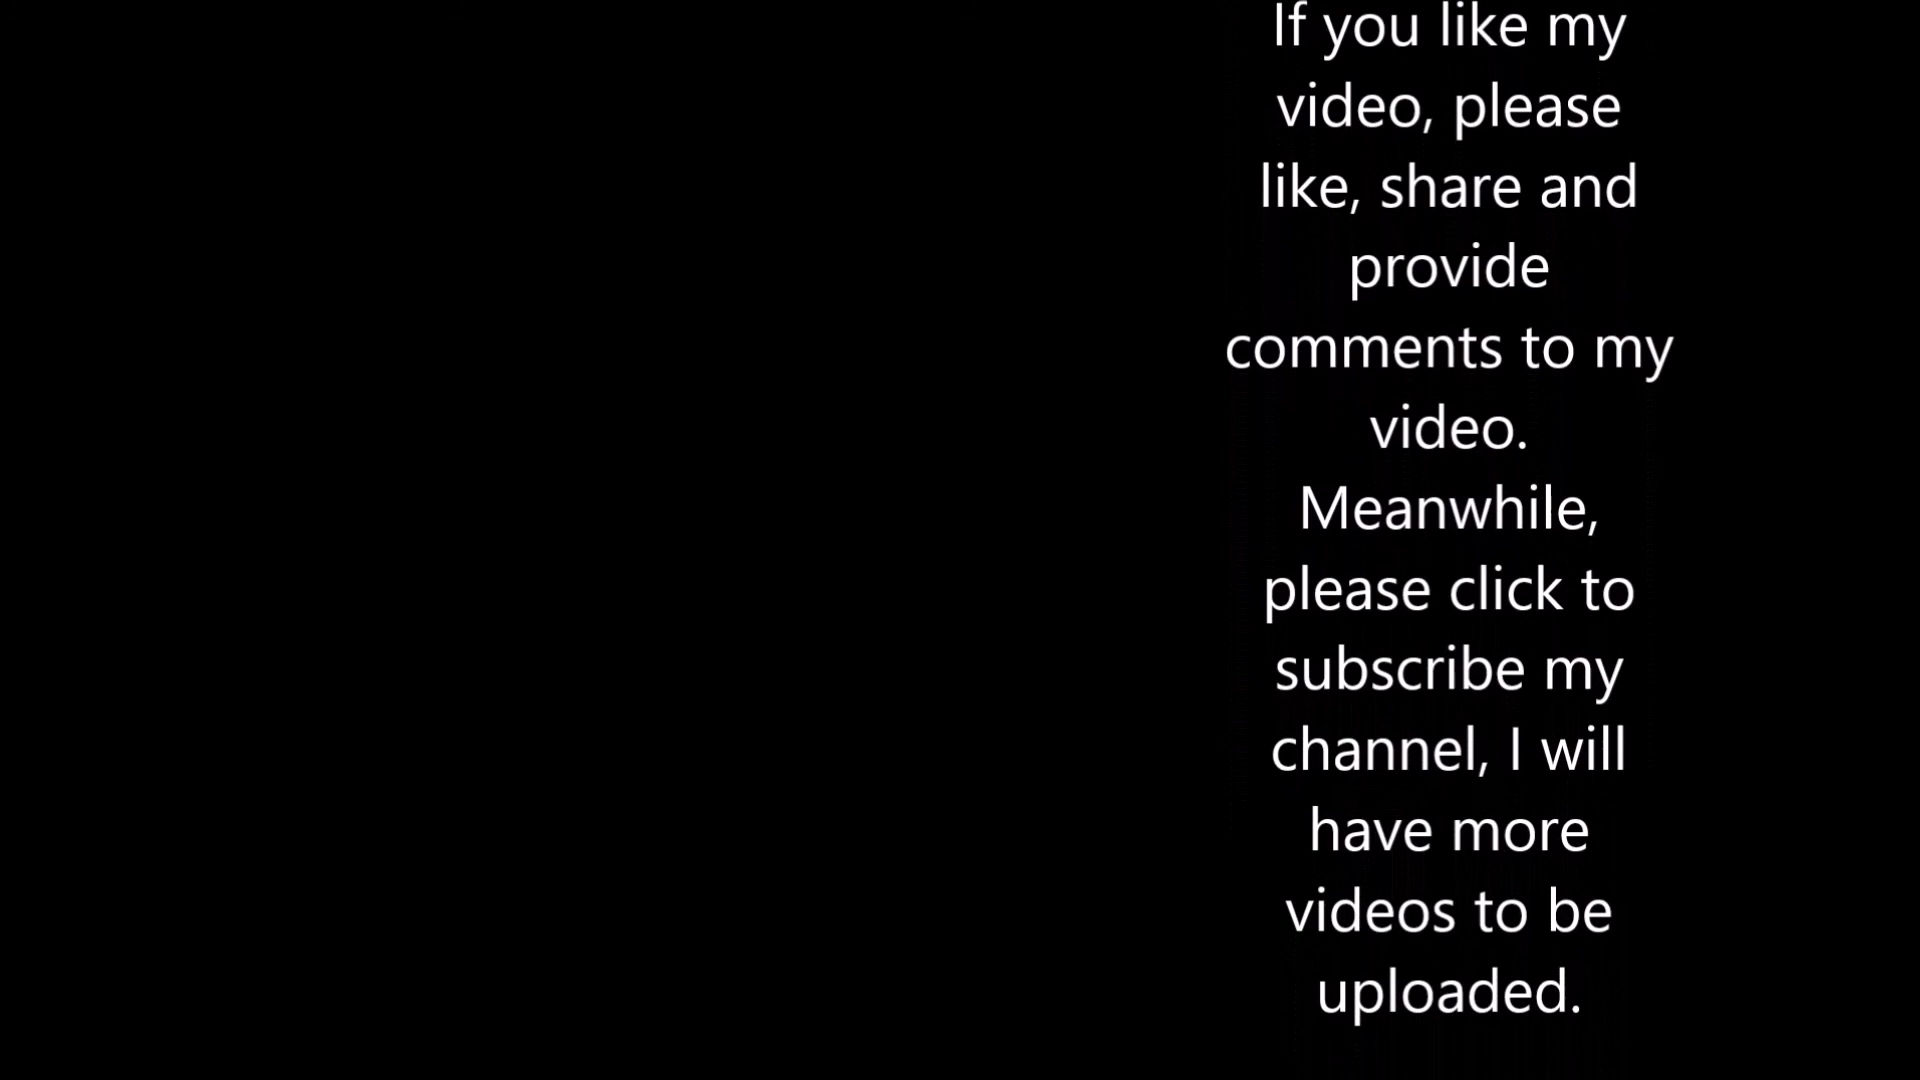 If you like my
video, please
like, share and
provide
comments to my
video.
Meanwhile,
please click to
subscribe my
channel, I will
have more
videos to be
uploaded.